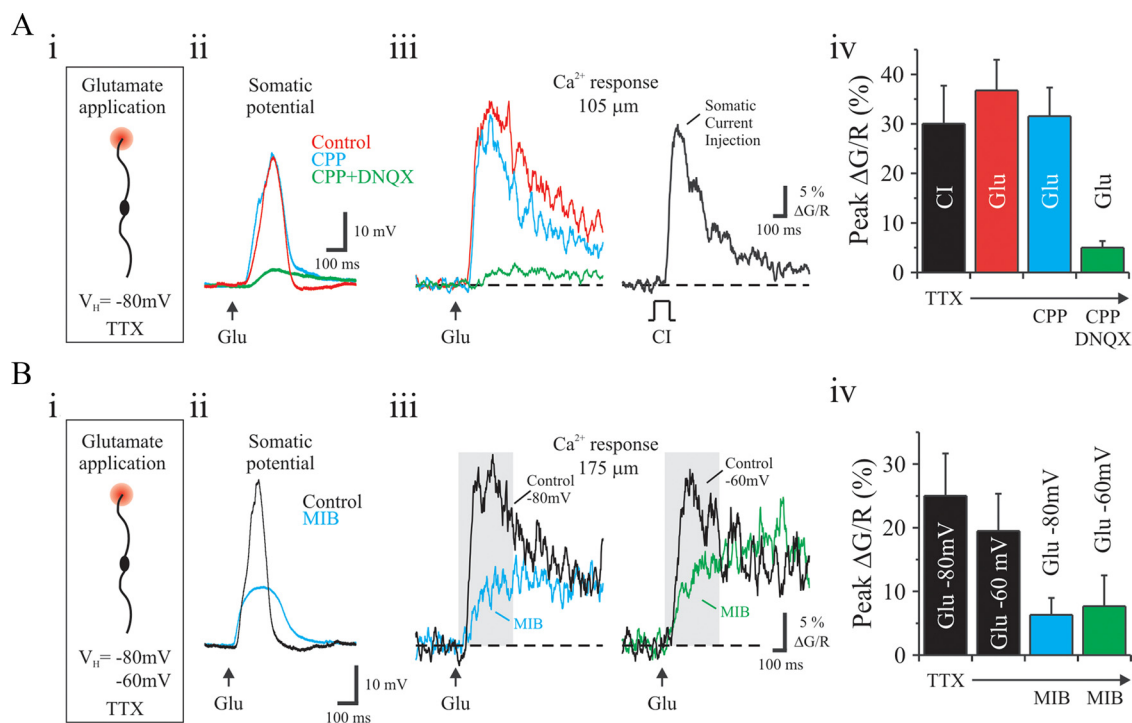 A
i
Glutamate
application
V_H= -80mV
TTX
ii
Somatic
potential
Control
CPP
CPP+DNQX
10 mV
100 ms
Glu
iii
Ca²⁺ response
105 μm
Somatic
Current
Injection
5 %
ΔG/R
100 ms
Glu
CI
iv
Peak ΔG/R (%)
40
30
20
10
0
CI
Glu
Glu
Glu
TTX
CPP
CPP
DNQX
B
i
Glutamate
application
V_H= -80mV
-60mV
TTX
ii
Somatic
potential
Control
MIB
10 mV
100 ms
Glu
iii
Ca²⁺ response
175 μm
Control
-80mV
MIB
Control
-60mV
MIB
5 %
ΔG/R
100 ms
Glu
Glu
iv
Peak ΔG/R (%)
30
20
10
0
Glu -80mV
Glu -60 mV
Glu -80mV
Glu -60mV
TTX
MIB
MIB